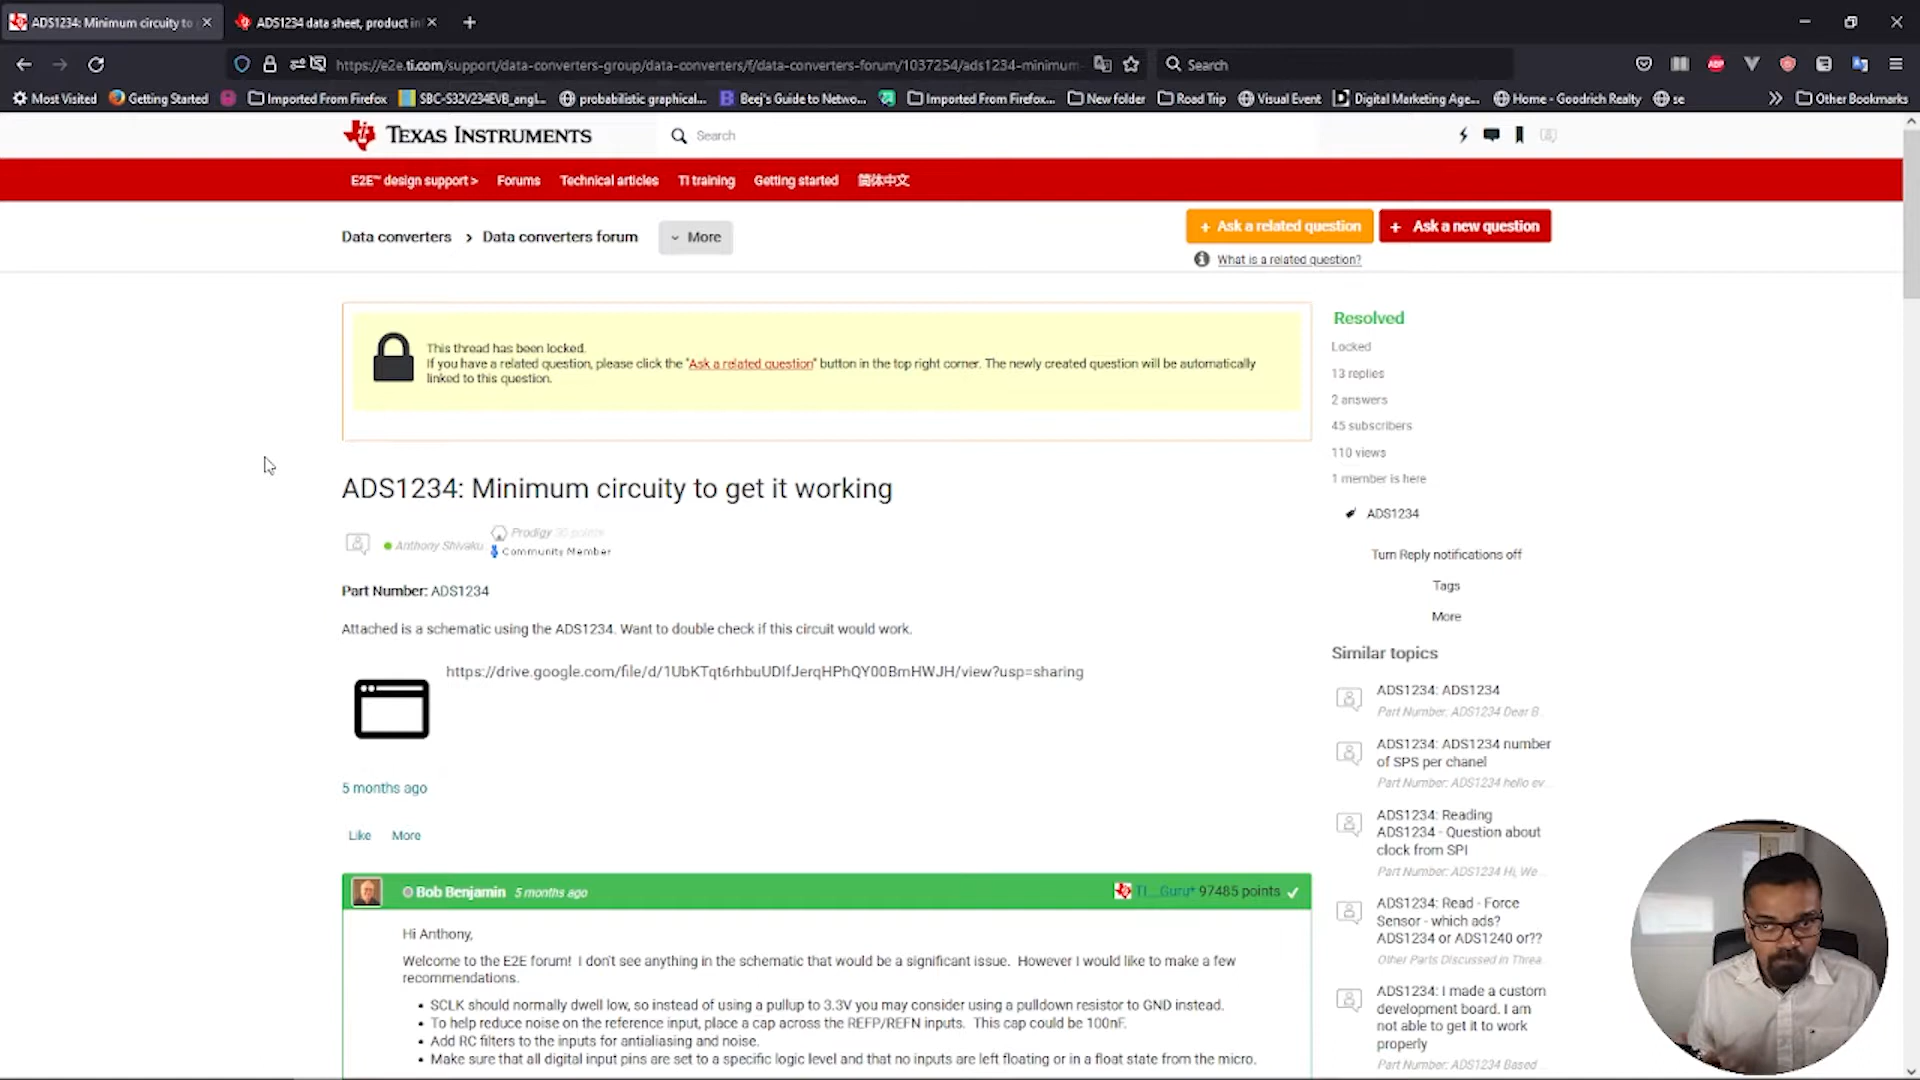 ADS1234: Minimum circuity to
ADS1234 data sheet, product in
https://e2e.ti.com/support/data-converters-group/data-converters/f/data-converters-forum/1037254/ads1234-minimum-
Search
Most Visited
Getting Started
Imported From Firefox
SBC-S32V234EVB_angl...
probabilistic graphical...
Beej's Guide to Netwo...
Imported From Firefox...
New folder
Road Trip
Visual Event
Digital Marketing Age...
Home - Goodrich Realty
se
Other Bookmarks
TEXAS INSTRUMENTS
Search
E2E™ design support >
Forums
Technical articles
TI training
Getting started
简体中文
Data converters > Data converters forum
More
+ Ask a related question
+ Ask a new question
What is a related question?
This thread has been locked.
If you have a related question, please click the "Ask a related question" button in the top right corner. The newly created question will be automatically
linked to this question.
ADS1234: Minimum circuity to get it working
Anthony Shivaku
Prodigy 90 points
Community Member
Part Number: ADS1234
Attached is a schematic using the ADS1234. Want to double check if this circuit would work.
https://drive.google.com/file/d/1UbKTqt6rhbuUDIfJerqHPhQY00BmHWJH/view?usp=sharing
5 months ago
Like
More
Bob Benjamin 5 months ago
TI__Guru* 97485 points
Hi Anthony,
Welcome to the E2E forum! I don't see anything in the schematic that would be a significant issue. However I would like to make a few
recommendations.
• SCLK should normally dwell low, so instead of using a pullup to 3.3V you may consider using a pulldown resistor to GND instead.
• To help reduce noise on the reference input, place a cap across the REFP/REFN inputs. This cap could be 100nF.
• Add RC filters to the inputs for antialiasing and noise.
• Make sure that all digital input pins are set to a specific logic level and that no inputs are left floating or in a float state from the micro.
Resolved
Locked
13 replies
2 answers
45 subscribers
110 views
1 member is here
ADS1234
Turn Reply notifications off
Tags
More
Similar topics
ADS1234: ADS1234
Part Number: ADS1234 Dear B...
ADS1234: ADS1234 number
of SPS per chanel
Part Number: ADS1234 hello ev...
ADS1234: Reading
ADS1234 - Question about
clock from SPI
Part Number: ADS1234 Hi, We...
ADS1234: Read - Force
Sensor - which ads?
ADS1234 or ADS1240 or??
Other Parts Discussed in Threa...
ADS1234: I made a custom
development board. I am
not able to get it to work
properly
Part Number: ADS1234 Based...